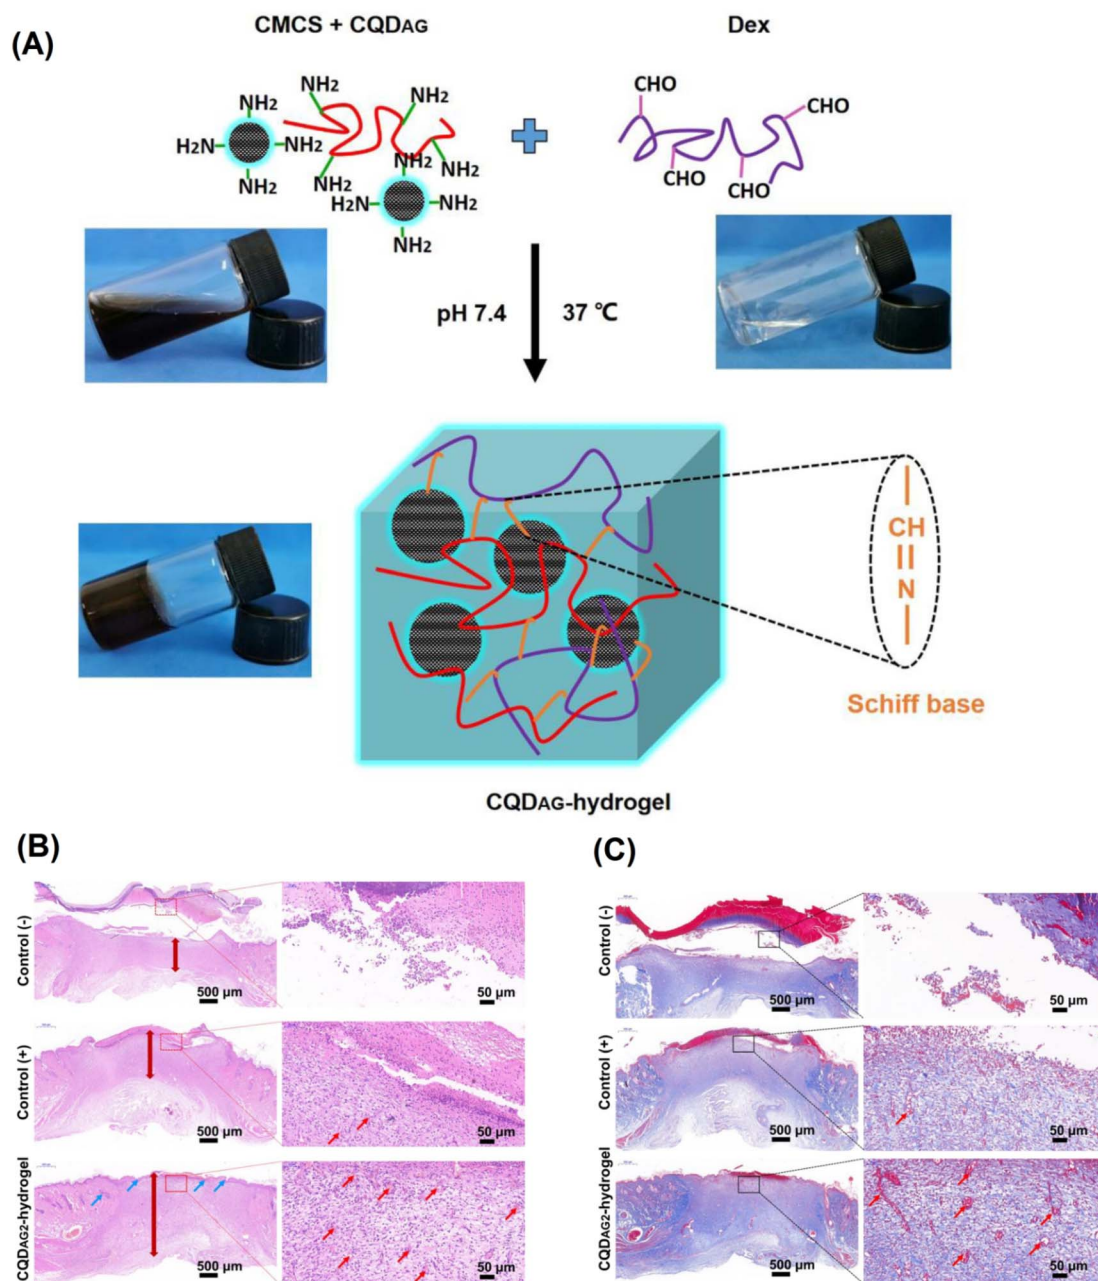 (A)
CMCS + CQDAG
Dex
NH2
NH2
NH2
H2N
NH2
NH2
NH2
NH2
NH2
H2N
NH2
NH2
CHO
CHO
CHO
CHO
pH 7.4
37 ℃
CH
N
Schiff base
CQDAG-hydrogel
(B)
Control (-)
500 μm
50 μm
Control (+)
500 μm
50 μm
CQDAG2-hydrogel
500 μm
50 μm
(C)
Control (-)
500 μm
50 μm
Control (+)
500 μm
50 μm
CQDAG2-hydrogel
500 μm
50 μm